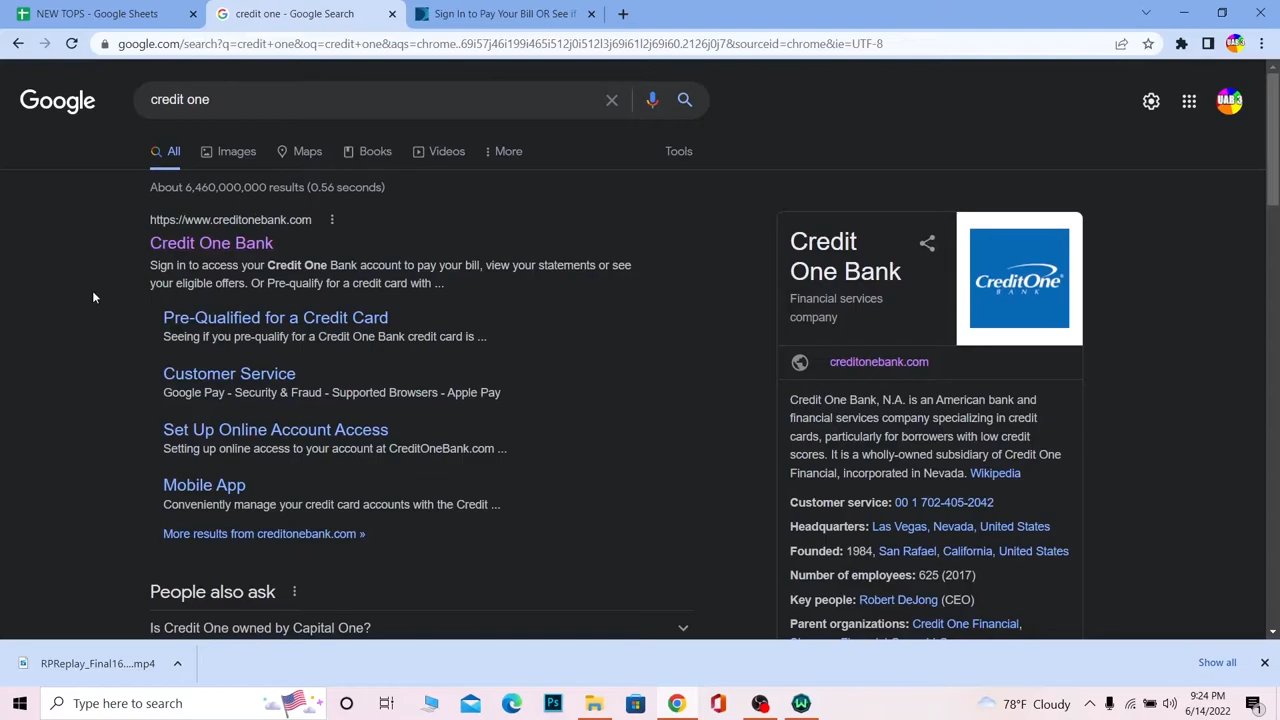 NEW TOPS - Google Sheets
credit one - Google Search
Sign In to Pay Your Bill OR See if
google.com/search?q=credit+one&oq=credit+one&aqs=chrome..69i57j46i199i465i512j0i512l3j69i61l2j69i60.2126j0j7&sourceid=chrome&ie=UTF-8
Google
credit one
UAB3
All
Images
Maps
Books
Videos
More
Tools
About 6,460,000,000 results (0.56 seconds)
https://www.creditonebank.com
Credit One Bank
Sign in to access your Credit One Bank account to pay your bill, view your statements or see
your eligible offers. Or Pre-qualify for a credit card with ...
Pre-Qualified for a Credit Card
Seeing if you pre-qualify for a Credit One Bank credit card is ...
Customer Service
Google Pay - Security & Fraud - Supported Browsers - Apple Pay
Set Up Online Account Access
Setting up online access to your account at CreditOneBank.com ...
Mobile App
Conveniently manage your credit card accounts with the Credit ...
More results from creditonebank.com »
People also ask
Is Credit One owned by Capital One?
Credit
One Bank
Financial services
company
CreditOne
BANK
creditonebank.com
Credit One Bank, N.A. is an American bank and
financial services company specializing in credit
cards, particularly for borrowers with low credit
scores. It is a wholly-owned subsidiary of Credit One
Financial, incorporated in Nevada. Wikipedia
Customer service: 00 1 702-405-2042
Headquarters: Las Vegas, Nevada, United States
Founded: 1984, San Rafael, California, United States
Number of employees: 625 (2017)
Key people: Robert DeJong (CEO)
Parent organizations: Credit One Financial,
RPReplay_Final16....mp4
Show all
Type here to search
Ps
78°F Cloudy
9:24 PM
6/14/2022
1